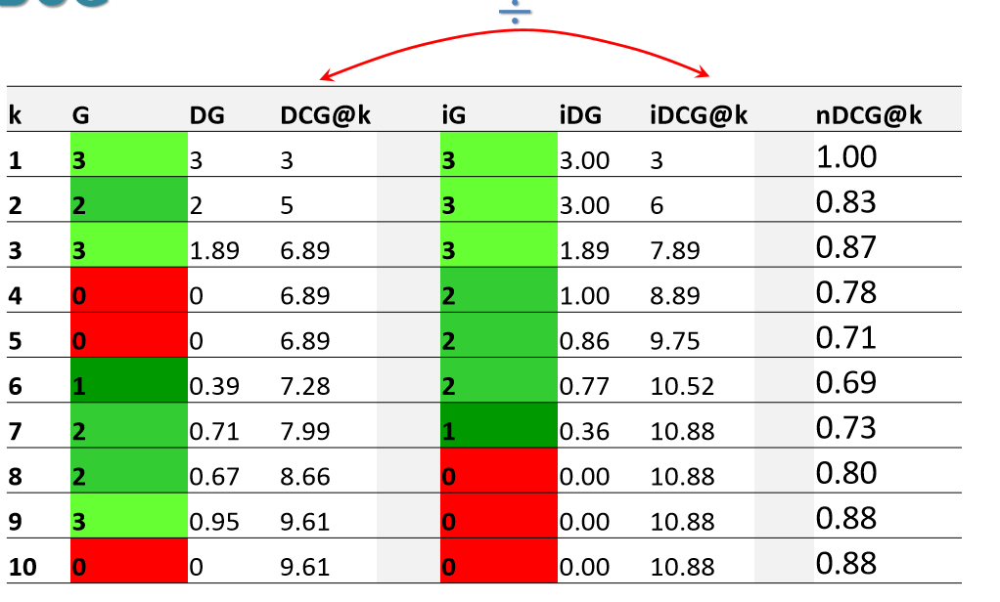 ÷
k G DG DCG@k iG iDG iDCG@k nDCG@k
1 3 3 3 3 3.00 3 1.00
2 2 2 5 3 3.00 6 0.83
3 3 1.89 6.89 3 1.89 7.89 0.87
4 0 0 6.89 2 1.00 8.89 0.78
5 0 0 6.89 2 0.86 9.75 0.71
6 1 0.39 7.28 2 0.77 10.52 0.69
7 2 0.71 7.99 1 0.36 10.88 0.73
8 2 0.67 8.66 0 0.00 10.88 0.80
9 3 0.95 9.61 0 0.00 10.88 0.88
10 0 0 9.61 0 0.00 10.88 0.88